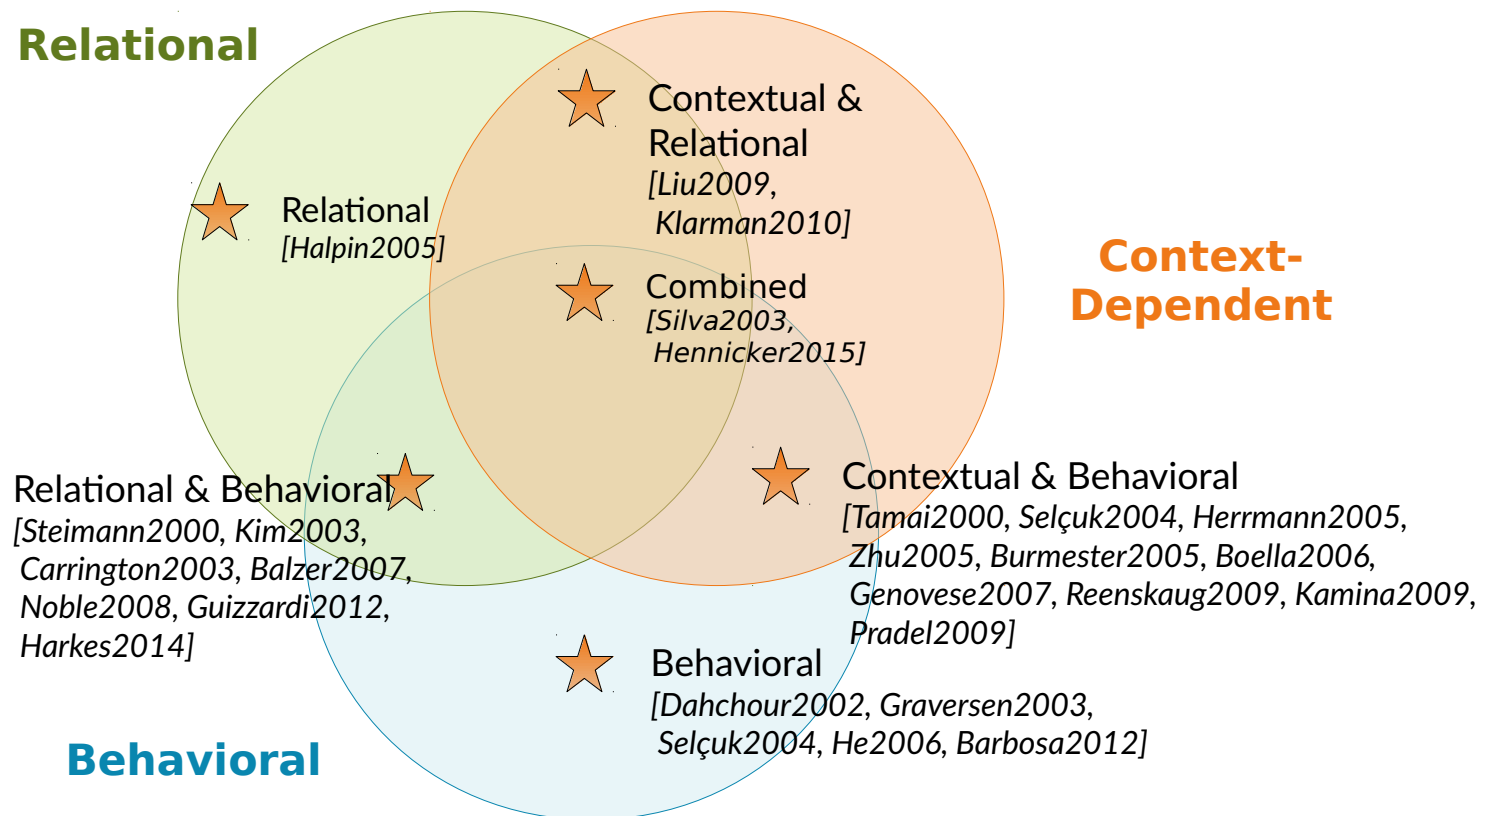 Relational
Contextual &
Relational
[Liu2009,
Klarman2010]
Relational
[Halpin2005]
Context-
Dependent
Combined
[Silva2003,
Hennicker2015]
Relational & Behavioral
[Steimann2000, Kim2003,
Carrington2003, Balzer2007,
Noble2008, Guizzardi2012,
Harkes2014]
Contextual & Behavioral
[Tamai2000, Selçuk2004, Herrmann2005,
Zhu2005, Burmester2005, Boella2006,
Genovese2007, Reenskaug2009, Kamina2009,
Pradel2009]
Behavioral
[Dahchour2002, Graversen2003,
Selçuk2004, He2006, Barbosa2012]
Behavioral